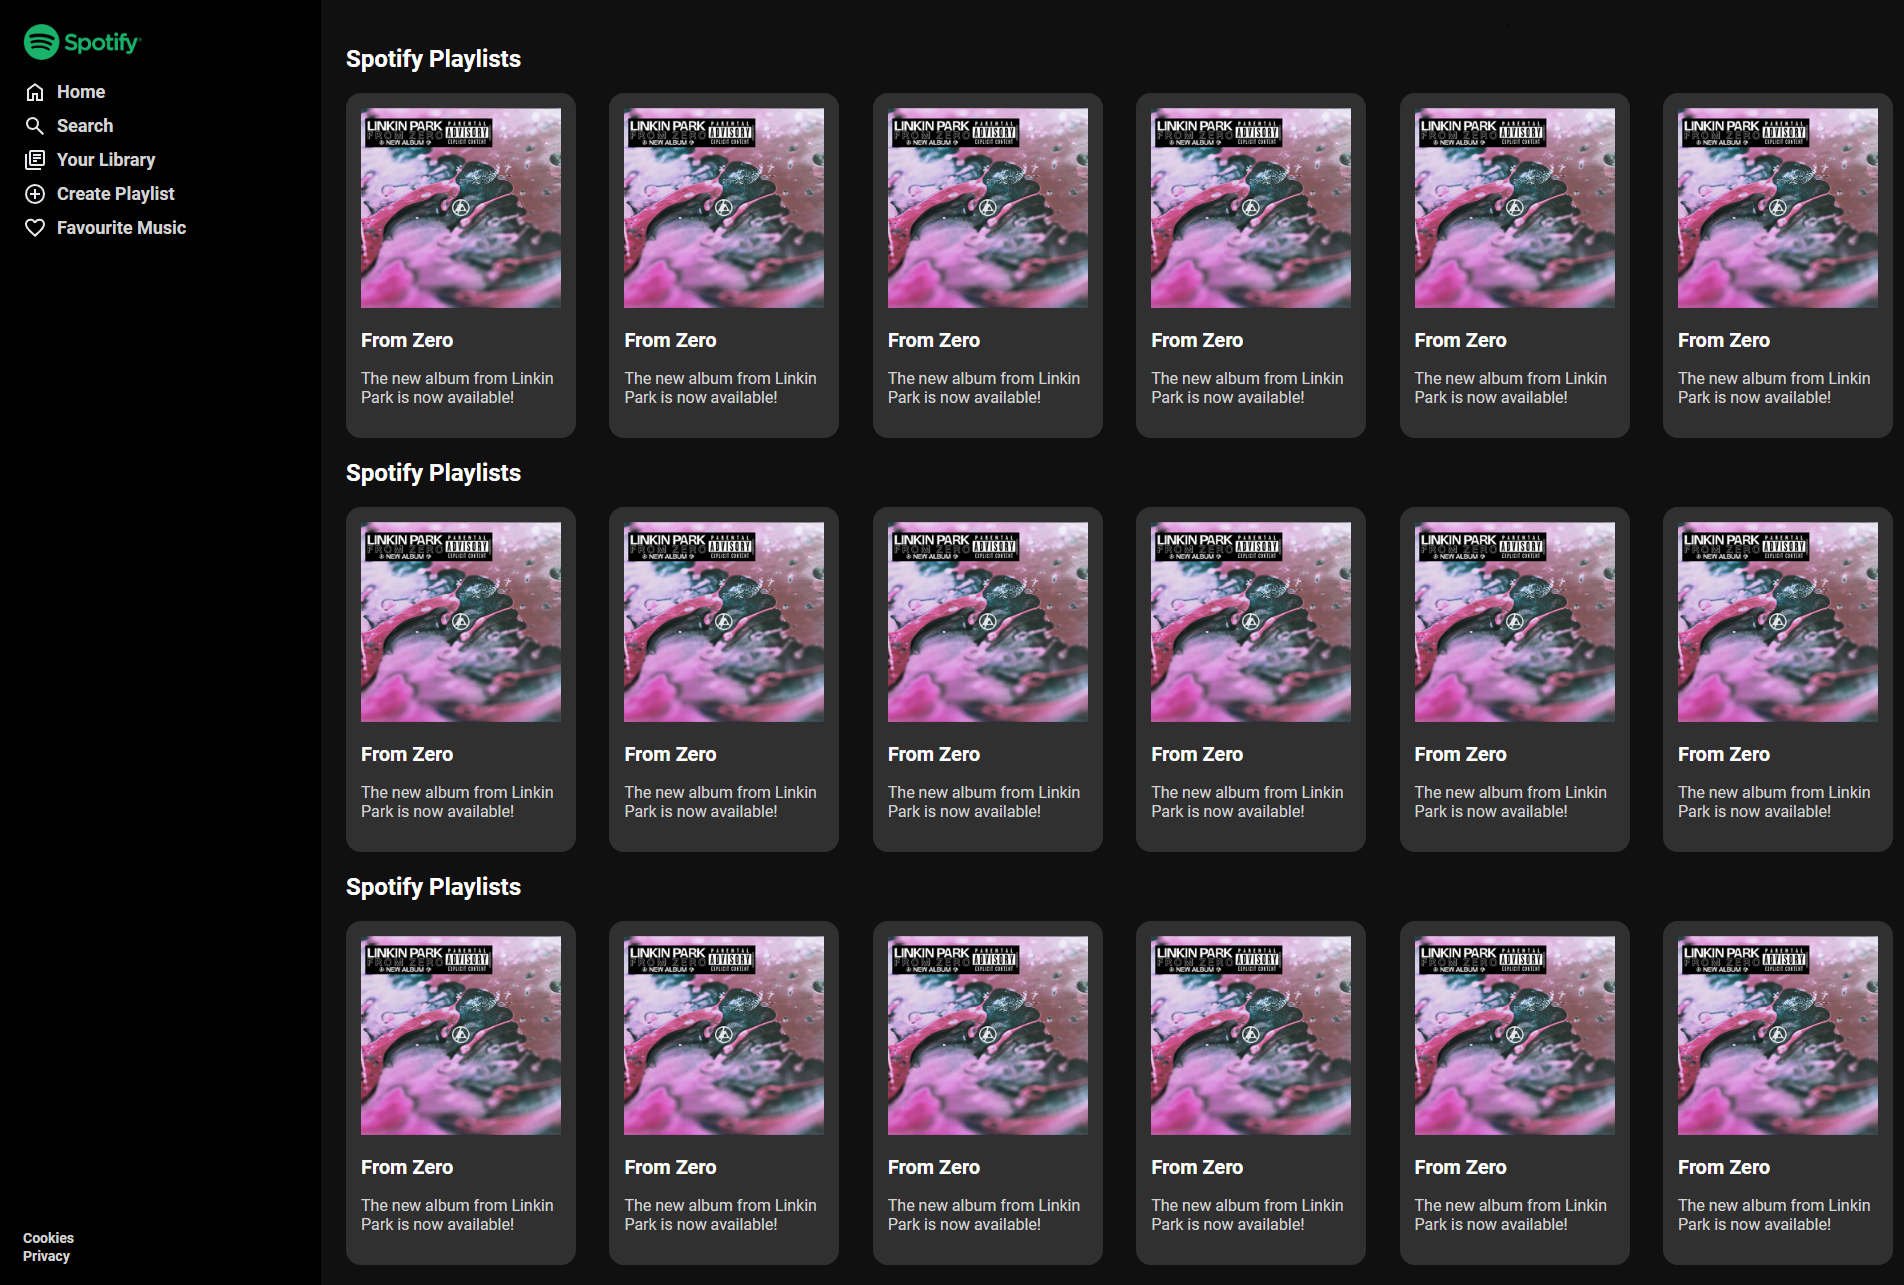 Spotify
Home
Search
Your Library
Create Playlist
Favourite Music
Cookies
Privacy
Spotify Playlists
LINKIN PARK PARENTAL
FROM ZERO ADVISORY
NEW ALBUM EXPLICIT CONTENT
LINKIN PARK PARENTAL
FROM ZERO ADVISORY
NEW ALBUM EXPLICIT CONTENT
LINKIN PARK PARENTAL
FROM ZERO ADVISORY
NEW ALBUM EXPLICIT CONTENT
LINKIN PARK PARENTAL
FROM ZERO ADVISORY
NEW ALBUM EXPLICIT CONTENT
LINKIN PARK PARENTAL
FROM ZERO ADVISORY
NEW ALBUM EXPLICIT CONTENT
LINKIN PARK PARENTAL
FROM ZERO ADVISORY
NEW ALBUM EXPLICIT CONTENT
From Zero
The new album from Linkin
Park is now available!
From Zero
The new album from Linkin
Park is now available!
From Zero
The new album from Linkin
Park is now available!
From Zero
The new album from Linkin
Park is now available!
From Zero
The new album from Linkin
Park is now available!
From Zero
The new album from Linkin
Park is now available!
Spotify Playlists
LINKIN PARK PARENTAL
FROM ZERO ADVISORY
NEW ALBUM EXPLICIT CONTENT
LINKIN PARK PARENTAL
FROM ZERO ADVISORY
NEW ALBUM EXPLICIT CONTENT
LINKIN PARK PARENTAL
FROM ZERO ADVISORY
NEW ALBUM EXPLICIT CONTENT
LINKIN PARK PARENTAL
FROM ZERO ADVISORY
NEW ALBUM EXPLICIT CONTENT
LINKIN PARK PARENTAL
FROM ZERO ADVISORY
NEW ALBUM EXPLICIT CONTENT
LINKIN PARK PARENTAL
FROM ZERO ADVISORY
NEW ALBUM EXPLICIT CONTENT
From Zero
The new album from Linkin
Park is now available!
From Zero
The new album from Linkin
Park is now available!
From Zero
The new album from Linkin
Park is now available!
From Zero
The new album from Linkin
Park is now available!
From Zero
The new album from Linkin
Park is now available!
From Zero
The new album from Linkin
Park is now available!
Spotify Playlists
LINKIN PARK PARENTAL
FROM ZERO ADVISORY
NEW ALBUM EXPLICIT CONTENT
LINKIN PARK PARENTAL
FROM ZERO ADVISORY
NEW ALBUM EXPLICIT CONTENT
LINKIN PARK PARENTAL
FROM ZERO ADVISORY
NEW ALBUM EXPLICIT CONTENT
LINKIN PARK PARENTAL
FROM ZERO ADVISORY
NEW ALBUM EXPLICIT CONTENT
LINKIN PARK PARENTAL
FROM ZERO ADVISORY
NEW ALBUM EXPLICIT CONTENT
LINKIN PARK PARENTAL
FROM ZERO ADVISORY
NEW ALBUM EXPLICIT CONTENT
From Zero
The new album from Linkin
Park is now available!
From Zero
The new album from Linkin
Park is now available!
From Zero
The new album from Linkin
Park is now available!
From Zero
The new album from Linkin
Park is now available!
From Zero
The new album from Linkin
Park is now available!
From Zero
The new album from Linkin
Park is now available!